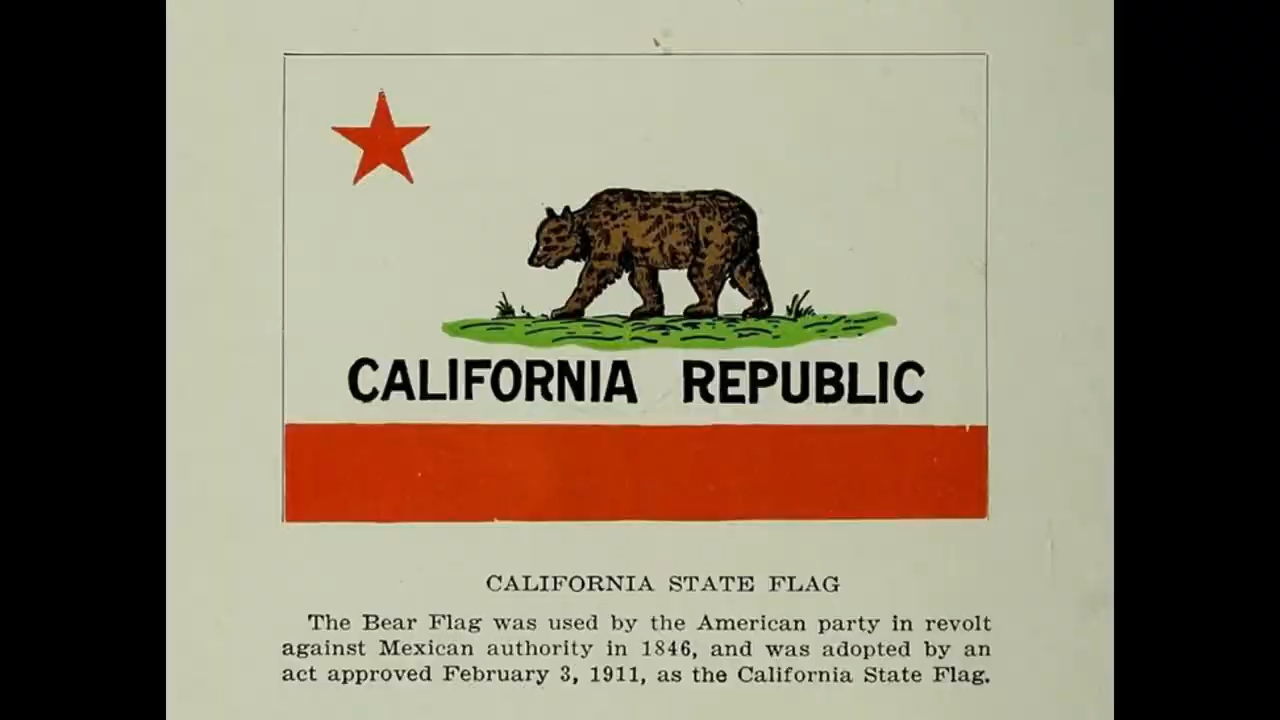 CALIFORNIA REPUBLIC
CALIFORNIA STATE FLAG
The Bear Flag was used by the American party in revolt
against Mexican authority in 1846, and was adopted by an
act approved February 3, 1911, as the California State Flag.